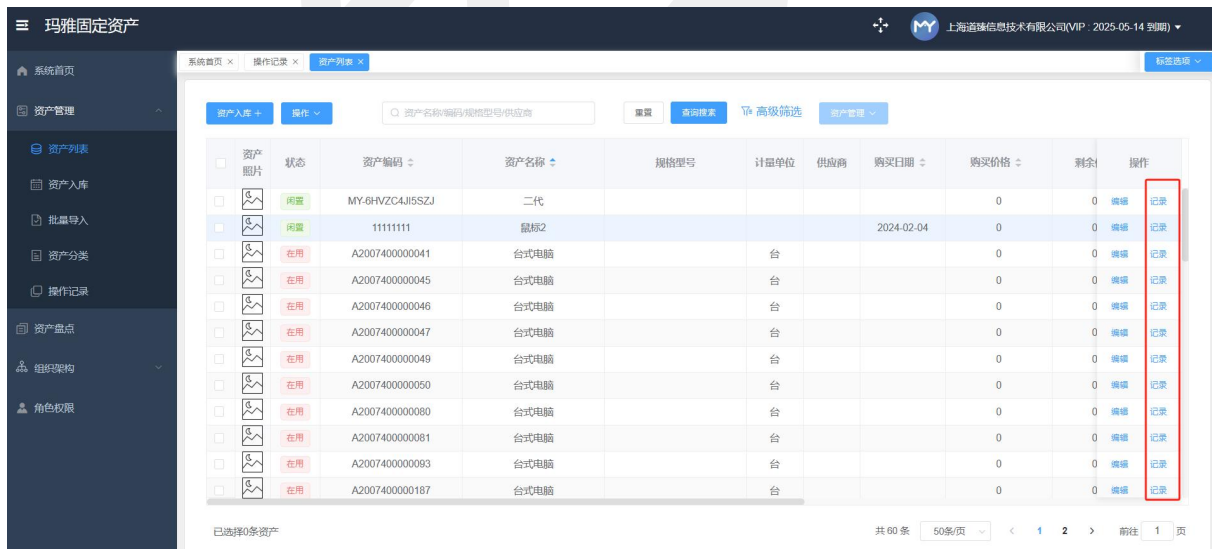 玛雅固定资产
MY 上海道臻信息技术有限公司(VIP : 2025-05-14 到期)
系统首页
资产管理
资产列表
资产入库
批量导入
资产分类
操作记录
资产盘点
组织架构
角色权限
系统首页 × 操作记录 × 资产列表 × 标签选项
资产入库 + 操作 资产名称/编码/规格型号/供应商 重置 查询搜索 高级筛选 资产管理
资产照片 状态 资产编码 资产名称 规格型号 计量单位 供应商 购买日期 购买价格 剩余 操作
闲置 MY-6HVZC4JI5SZJ 二代 0 0 编辑 记录
闲置 11111111 鼠标2 2024-02-04 0 0 编辑 记录
在用 A2007400000041 台式电脑 台 0 0 编辑 记录
在用 A2007400000045 台式电脑 台 0 0 编辑 记录
在用 A2007400000046 台式电脑 台 0 0 编辑 记录
在用 A2007400000047 台式电脑 台 0 0 编辑 记录
在用 A2007400000049 台式电脑 台 0 0 编辑 记录
在用 A2007400000050 台式电脑 台 0 0 编辑 记录
在用 A2007400000080 台式电脑 台 0 0 编辑 记录
在用 A2007400000081 台式电脑 台 0 0 编辑 记录
在用 A2007400000093 台式电脑 台 0 0 编辑 记录
在用 A2007400000187 台式电脑 台 0 0 编辑 记录
已选择0条资产 共 60 条 50条/页 < 1 2 > 前往 1 页